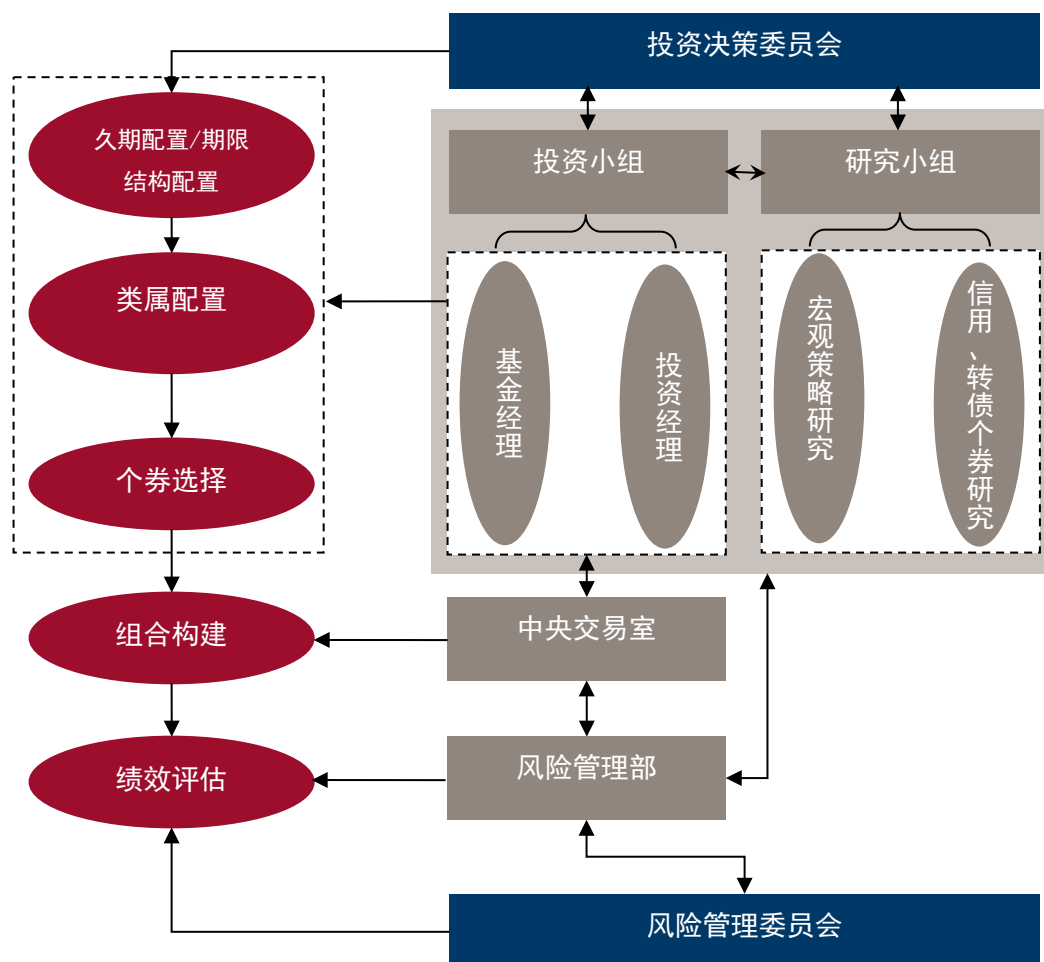 投资决策委员会
久期配置/期限
结构配置
投资小组
研究小组
类属配置
基金经理
投资经理
宏观策略研究
信用、转债个券研究
个券选择
组合构建
中央交易室
绩效评估
风险管理部
风险管理委员会